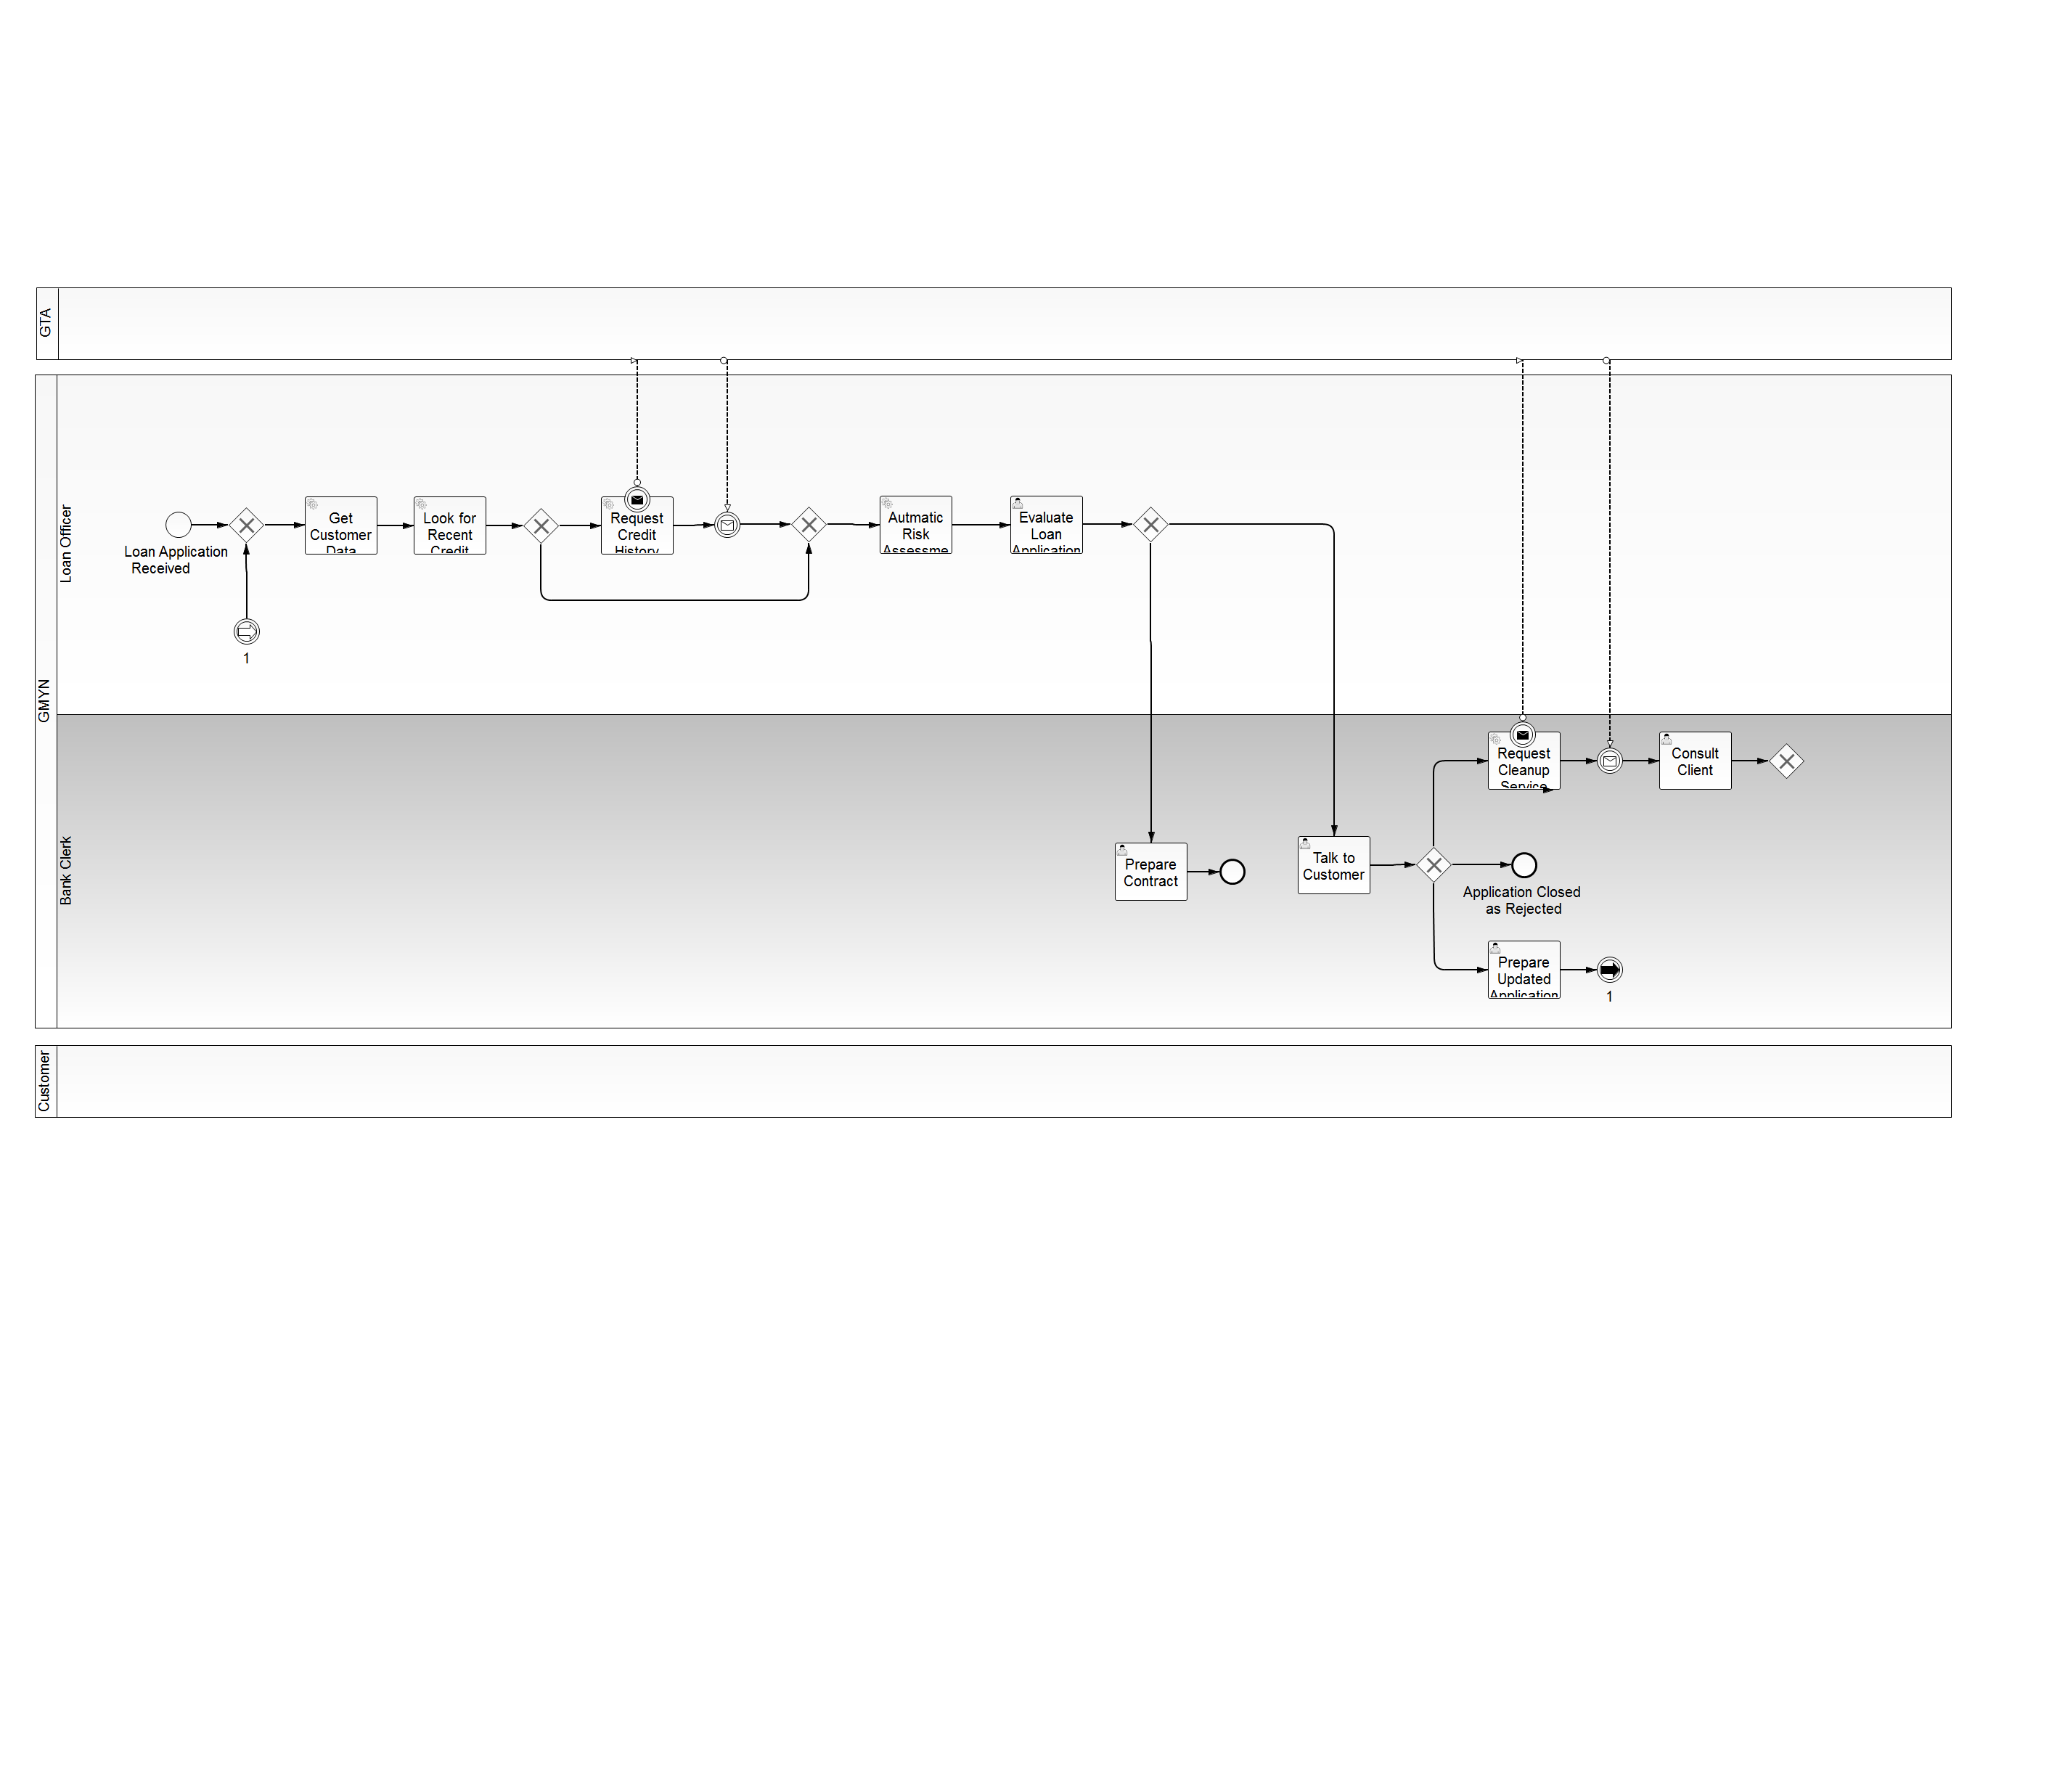 GTA
GMYN
Loan Officer
Loan Application
Received
1
Get
Customer
Data
Look for
Recent
Credit
Request
Credit
History
Autmatic
Risk
Assessme
Evaluate
Loan
Application
Bank Clerk
Prepare
Contract
Talk to
Customer
Request
Cleanup
Service
Consult
Client
Application Closed
as Rejected
Prepare
Updated
Application
1
Customer